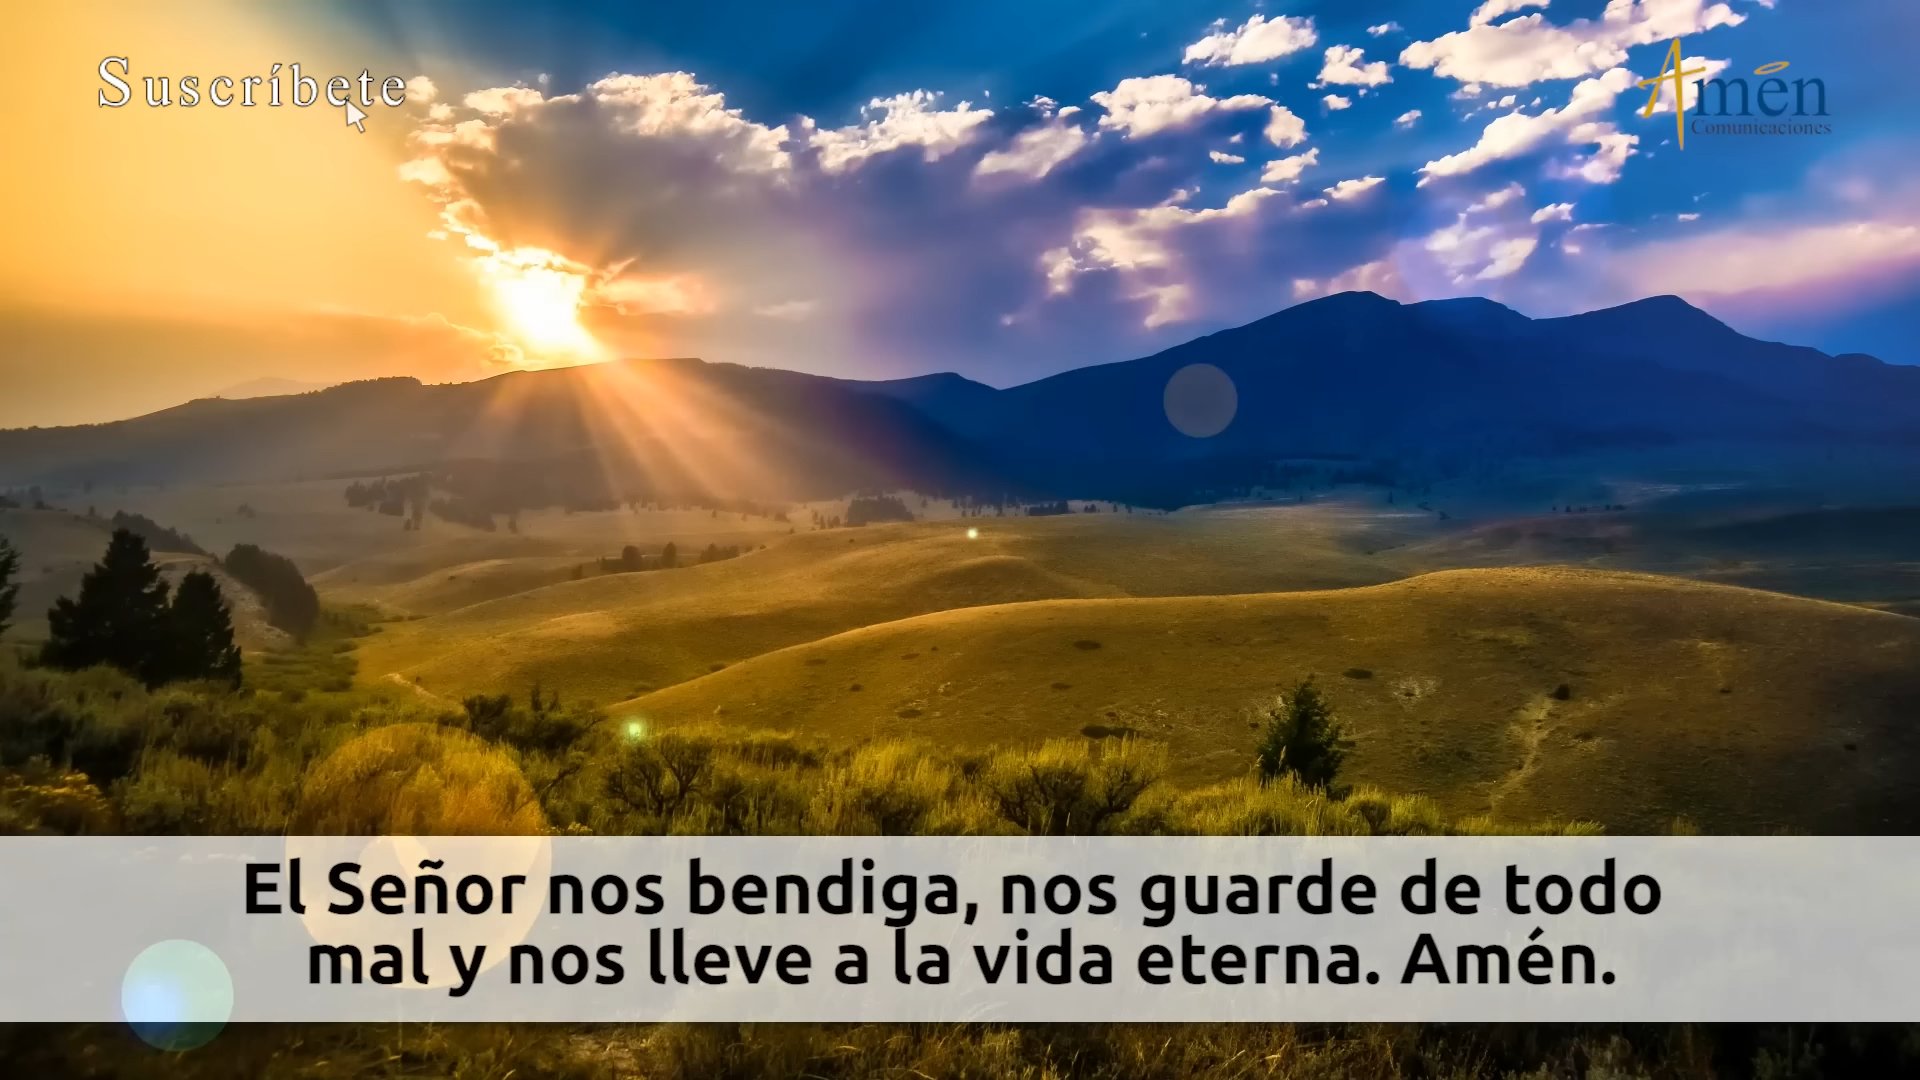 Suscríbete
Amén
Comunicaciones
El Señor nos bendiga, nos guarde de todo
mal y nos lleve a la vida eterna. Amén.